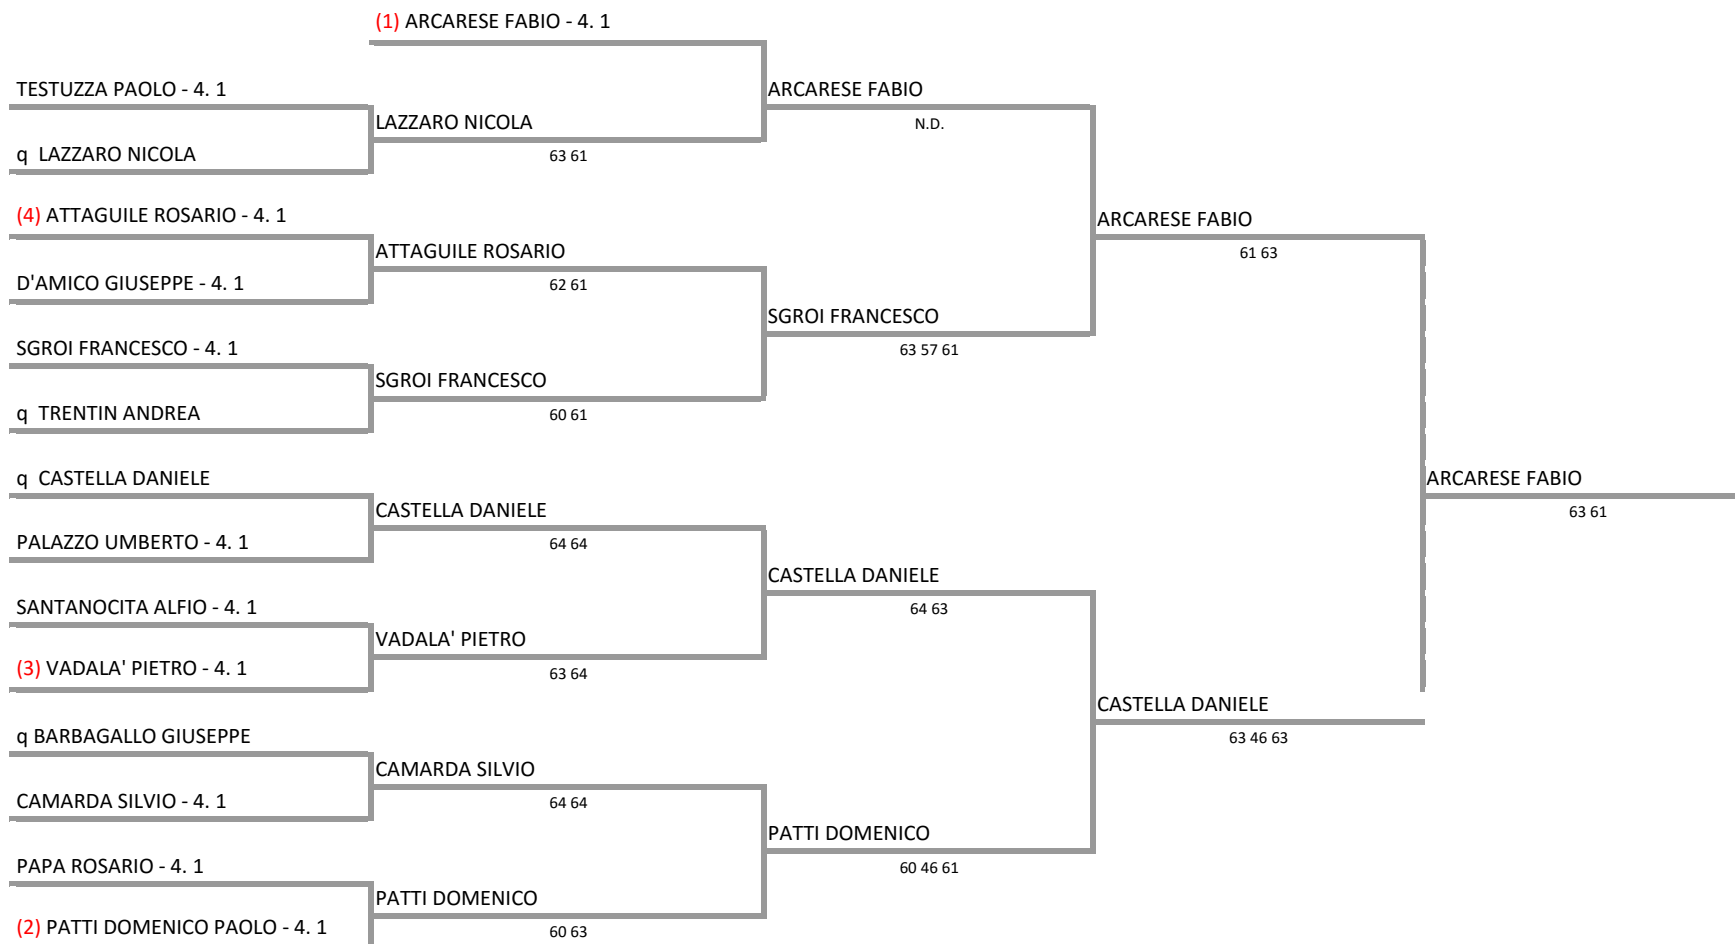 (1) ARCARESE FABIO - 4. 1
TESTUZZA PAOLO - 4. 1
q LAZZARO NICOLA
(4) ATTAGUILE ROSARIO - 4. 1
D'AMICO GIUSEPPE - 4. 1
SGROI FRANCESCO - 4. 1
q TRENTIN ANDREA
q CASTELLA DANIELE
PALAZZO UMBERTO - 4. 1
SANTANOCITA ALFIO - 4. 1
(3) VADALA' PIETRO - 4. 1
q BARBAGALLO GIUSEPPE
CAMARDA SILVIO - 4. 1
PAPA ROSARIO - 4. 1
(2) PATTI DOMENICO PAOLO - 4. 1
LAZZARO NICOLA
63 61
ATTAGUILE ROSARIO
62 61
SGROI FRANCESCO
60 61
CASTELLA DANIELE
64 64
VADALA' PIETRO
63 64
CAMARDA SILVIO
64 64
PATTI DOMENICO
60 63
ARCARESE FABIO
N.D.
SGROI FRANCESCO
63 57 61
CASTELLA DANIELE
64 63
PATTI DOMENICO
60 46 61
ARCARESE FABIO
61 63
CASTELLA DANIELE
63 46 63
ARCARESE FABIO
63 61